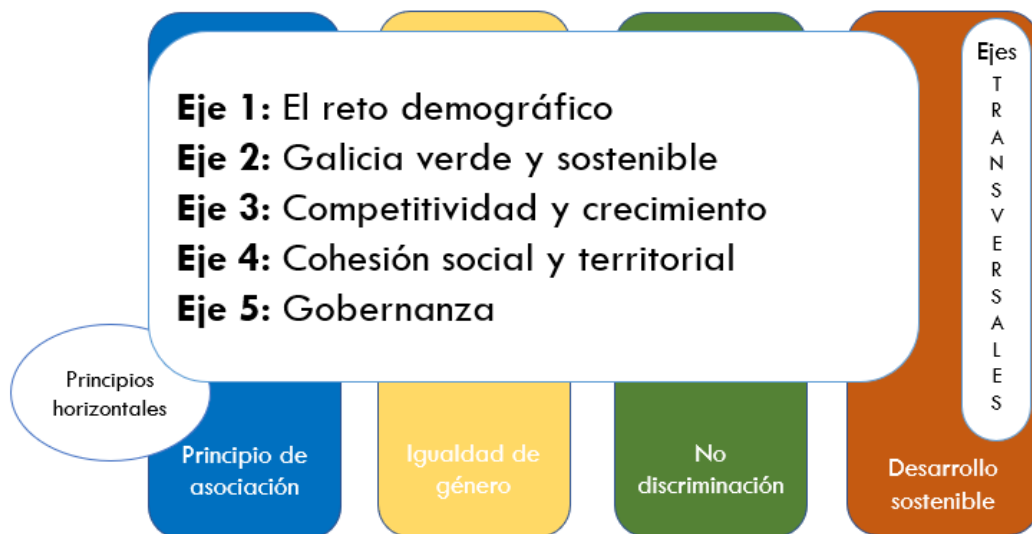 Eje 1: El reto demográfico
Eje 2: Galicia verde y sostenible
Eje 3: Competitividad y crecimiento
Eje 4: Cohesión social y territorial
Eje 5: Gobernanza
Ejes
T
R
A
N
S
V
E
R
S
A
L
E
S
Principios
horizontales
Principio de
asociación
Igualdad de
género
No
discriminación
Desarrollo
sostenible